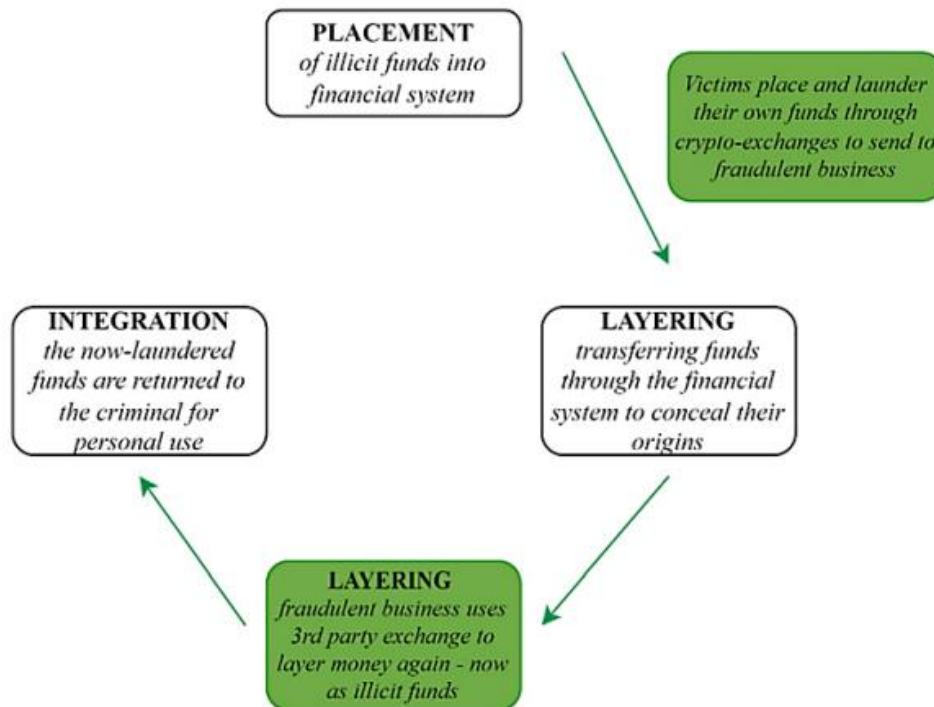 PLACEMENT
of illicit funds into
financial system
Victims place and launder
their own funds through
crypto-exchanges to send to
fraudulent business
INTEGRATION
the now-laundered
funds are returned to
the criminal for
personal use
LAYERING
transferring funds
through the financial
system to conceal their
origins
LAYERING
fraudulent business uses
3rd party exchange to
layer money again - now
as illicit funds